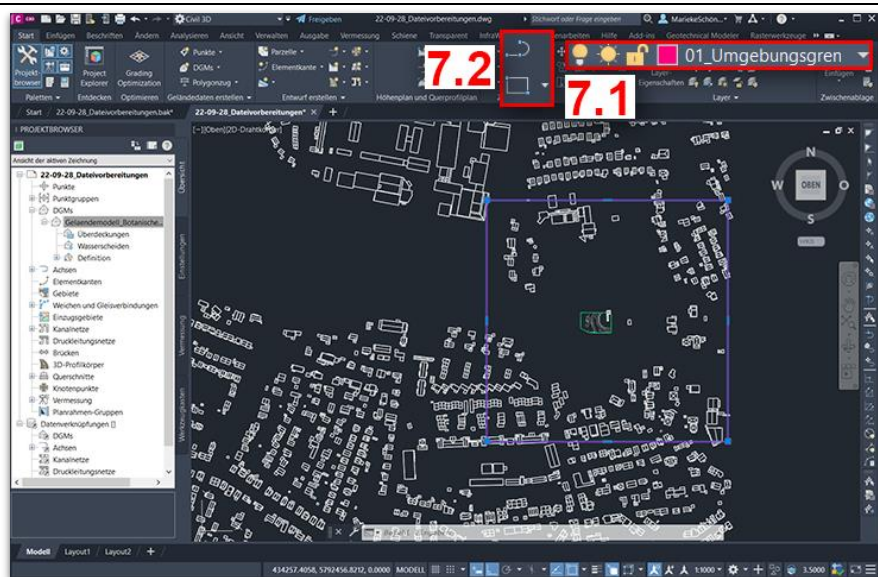 Civil 3D
Freigeben
22-09-28_Dateivorbereitungen.dwg
Stichwort oder Frage eingeben
MariekeSchön...
Start Einfügen Beschriften Ändern Analysieren Ansicht Verwalten Ausgabe Vermessung Schiene Transparent Hilfe Add-ins Geotechnical Modeler Rasterwerkzeuge
7.2
7.1
01_Umgebungsgren
Projekt-browser
Project Explorer
Grading Optimization
Punkte
DGMs
Polygonzug
Parzelle
Elementkante
Trasse
Einfügen
Paletten Entdecken Optimieren Geländedaten erstellen Entwurf erstellen Höhenplan und Querprofilplan Layer Zwischenablage
Start 22-09-28_Dateivorbereitungen.bak* 22-09-28_Dateivorbereitungen*
PROJEKTBROWSER
Ansicht der aktiven Zeichnung
22-09-28_Dateivorbereitungen
Punkte
Punktgruppen
DGMs
Gelaendemodell_Botanische...
Überdeckungen
Wasserscheiden
Definition
Achsen
Elementkanten
Gebiete
Weichen und Gleisverbindungen
Einzugsgebiete
Kanalnetze
Druckleitungsnetze
Brücken
3D-Profilkörper
Querschnitte
Knotenpunkte
Vermessung
Planrahmen-Gruppen
Datenverknüpfungen []
DGMs
Achsen
Kanalnetze
Druckleitungsnetze
Übersicht
Einstellungen
Vermessung
Werkzeugkasten
N
W OBEN O
S
Modell Layout1 Layout2 +
434257.4058, 5792456.8212, 0.0000 MODELL 1:1000 3.5000